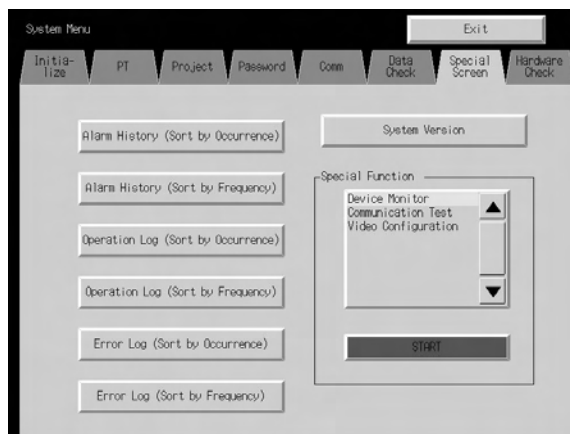 System Menu
Exit
Initia-
lize
PT
Project
Password
Comm
Data
Check
Special
Screen
Hardware
Check
Alarm History (Sort by Occurrence)
Alarm History (Sort by Frequency)
Operation Log (Sort by Occurrence)
Operation Log (Sort by Frequency)
Error Log (Sort by Occurrence)
Error Log (Sort by Frequency)
System Version
Special Function
Device Monitor
Communication Test
Video Configuration
START